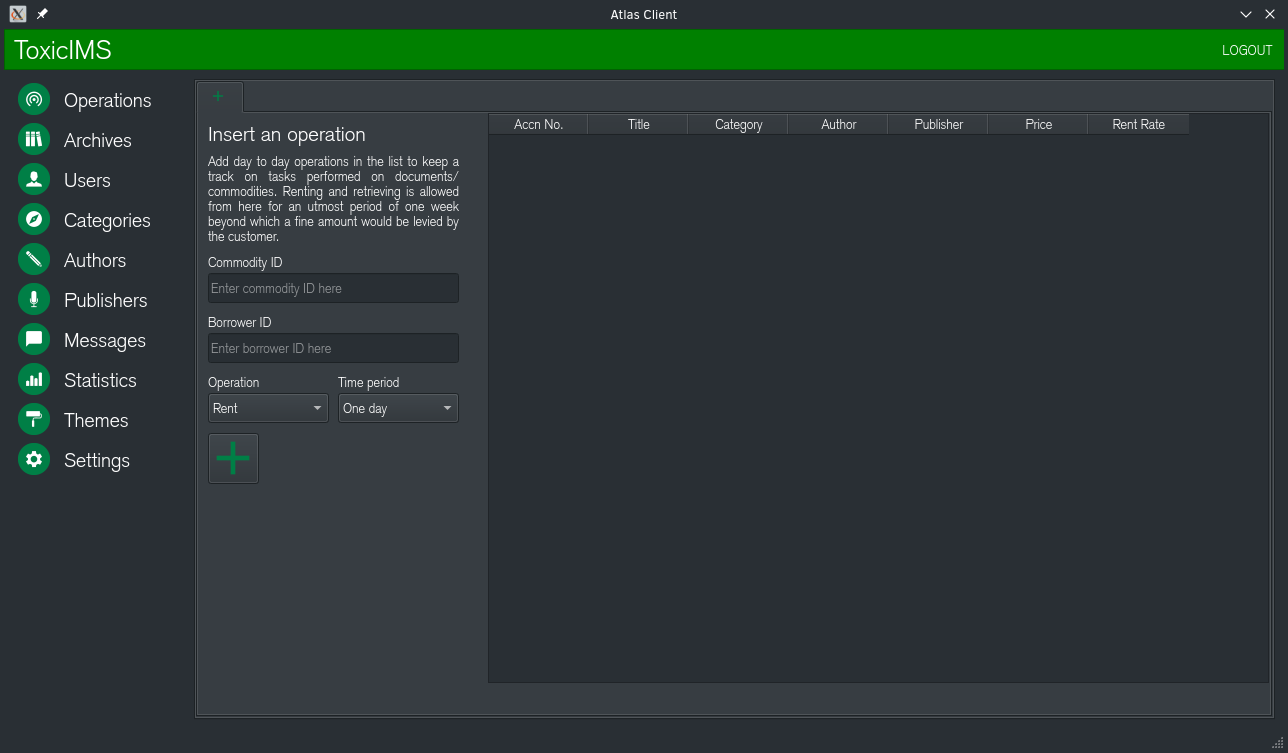 Atlas Client
ToxicIMS
LOGOUT
Operations
Archives
Users
Categories
Authors
Publishers
Messages
Statistics
Themes
Settings
Insert an operation
Add day to day operations in the list to keep a
track on tasks performed on documents/
commodities. Renting and retrieving is allowed
from here for an utmost period of one week
beyond which a fine amount would be levied by
the customer.
Commodity ID
Enter commodity ID here
Borrower ID
Enter borrower ID here
Operation Time period
Rent One day
Accn No. Title Category Author Publisher Price Rent Rate